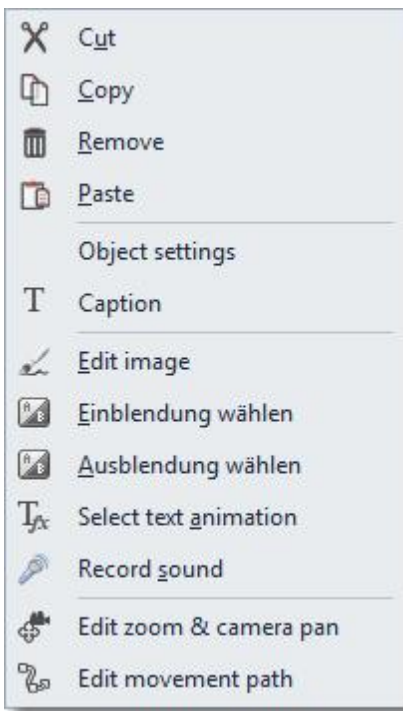 Cut
Copy
Remove
Paste
Object settings
T Caption
Edit image
A B Einblendung wählen
A B Ausblendung wählen
Tfx Select text animation
Record sound
Edit zoom & camera pan
Edit movement path